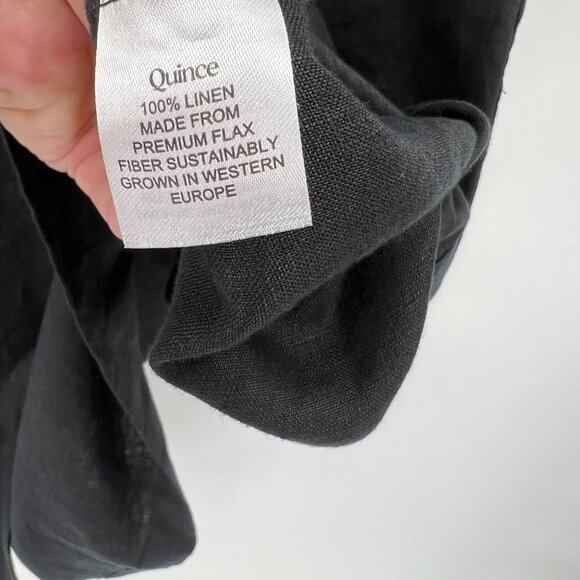 Quince
100% LINEN
MADE FROM
PREMIUM FLAX
FIBER SUSTAINABLY
GROWN IN WESTERN
EUROPE